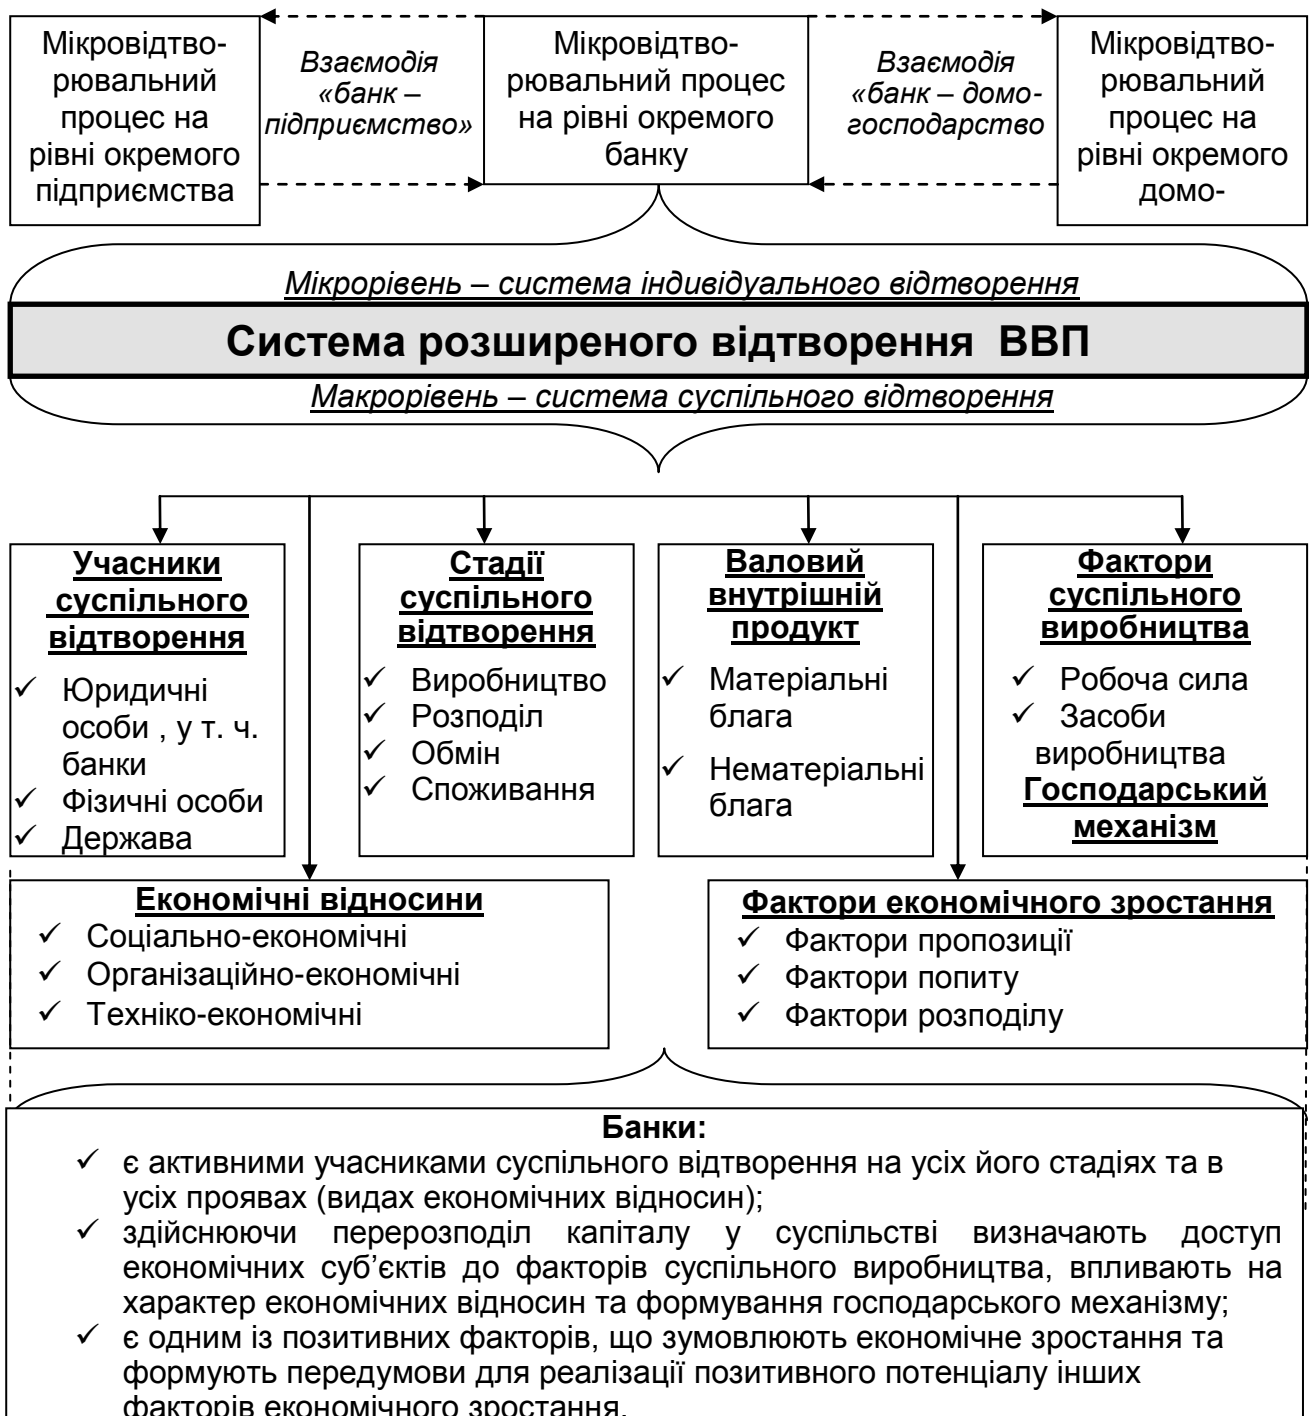 Мікровідтво-
рювальний
процес на
рівні окремого
підприємства
Взаємодія
«банк –
підприємство»
Мікровідтво-
рювальний процес
на рівні окремого
банку
Взаємодія
«банк – домо-
господарство
Мікровідтво-
рювальний
процес на
рівні окремого
домо-
Мікрорівень – система індивідуального відтворення
Система розширеного відтворення ВВП
Макрорівень – система суспільного відтворення
Учасники
суспільного
відтворення
✓ Юридичні
особи , у т. ч.
банки
✓ Фізичні особи
✓ Держава
Стадії
суспільного
відтворення
✓ Виробництво
✓ Розподіл
✓ Обмін
✓ Споживання
Валовий
внутрішній
продукт
✓ Матеріальні
блага
✓ Нематеріальні
блага
Фактори
суспільного
виробництва
✓ Робоча сила
✓ Засоби
виробництва
Господарський
механізм
Економічні відносини
✓ Соціально-економічні
✓ Організаційно-економічні
✓ Техніко-економічні
Фактори економічного зростання
✓ Фактори пропозиції
✓ Фактори попиту
✓ Фактори розподілу
Банки:
✓ є активними учасниками суспільного відтворення на усіх його стадіях та в
усіх проявах (видах економічних відносин);
✓ здійснюючи перерозподіл капіталу у суспільстві визначають доступ
економічних суб’єктів до факторів суспільного виробництва, впливають на
характер економічних відносин та формування господарського механізму;
✓ є одним із позитивних факторів, що зумовлюють економічне зростання та
формують передумови для реалізації позитивного потенціалу інших
факторів економічного зростання.